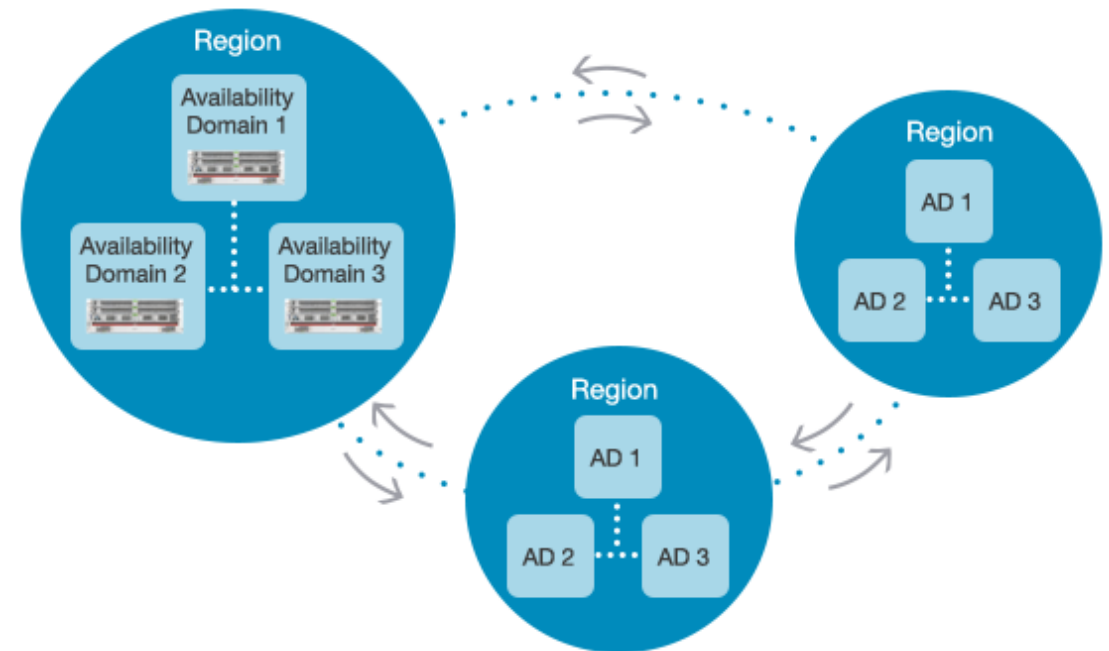 Region
Availability
Domain 1
Availability
Domain 2
Availability
Domain 3
Region
AD 1
AD 2
AD 3
Region
AD 1
AD 2
AD 3